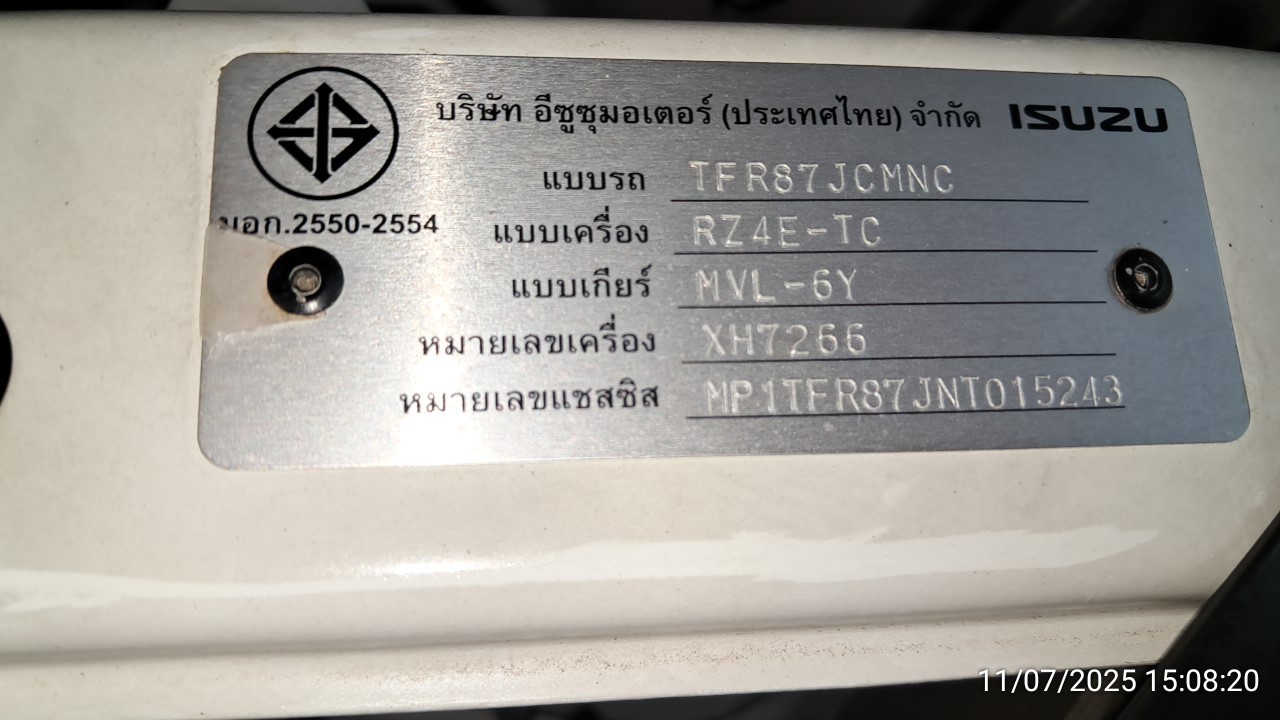 บริษัท อีซูซุมอเตอร์ (ประเทศไทย) จำกัด ISUZU
แบบรถ TFR87JCMNC
มอก.2550-2554
แบบเครื่อง RZ4E-TC
แบบเกียร์ MVL-6Y
หมายเลขเครื่อง XH7266
หมายเลขแชสซิส MP1TFR87JNT015243
11/07/2025 15:08:20